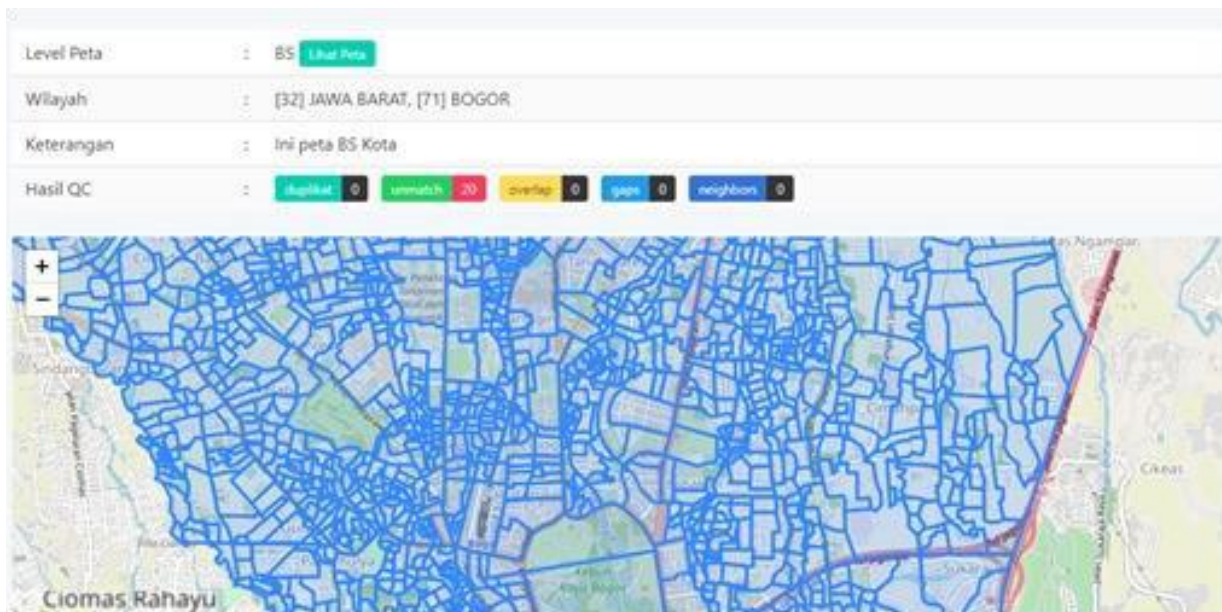 Level Peta : BS Lihat Peta
Wilayah : [32] JAWA BARAT, [71] BOGOR
Keterangan : Ini peta BS Kota
Hasil QC : duplikat 0 unmatch 20 overlap 0 gaps 0 neighbors 0
+
−
Cikeas
Ciomas Rahayu